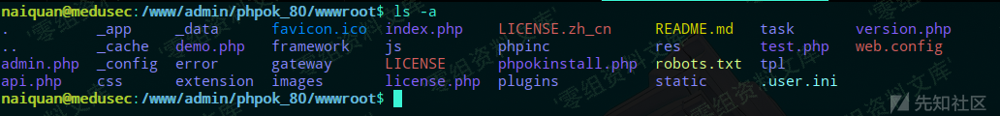 naiquan@medusec:/www/admin/phpok_80/wwwroot$ ls -a
. _app _data favicon.ico index.php LICENSE.zh_cn README.md task version.php
.. _cache demo.php framework js phpinc res test.php web.config
admin.php _config error gateway LICENSE phpokinstall.php robots.txt tpl
api.php css extension images license.php plugins static .user.ini
naiquan@medusec:/www/admin/phpok_80/wwwroot$
先知社区